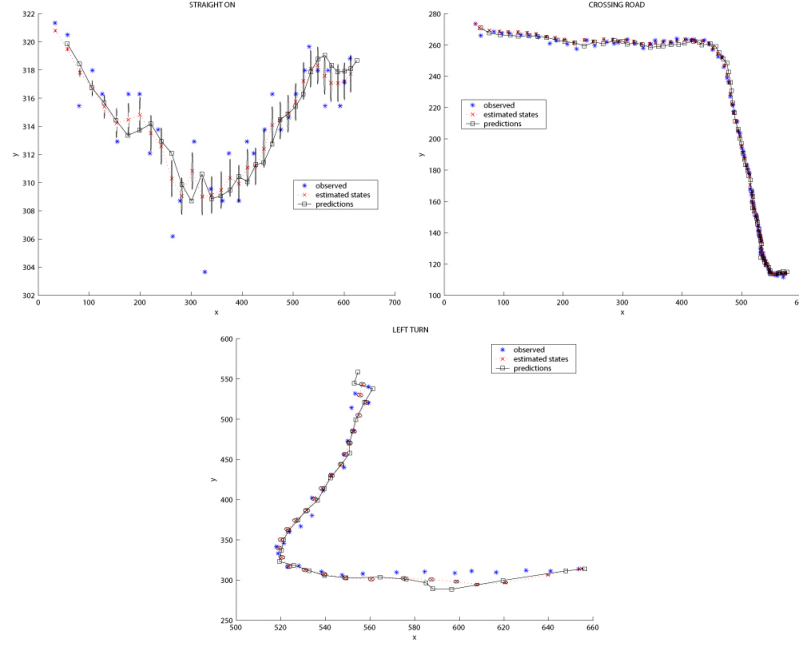 STRAIGHT ON
322
320
318
316
314
312
310
308
306
304
302
y
0
100
200
300
400
500
600
700
x
observed
estimated states
predictions
CROSSING ROAD
280
260
240
220
200
180
160
140
120
100
y
0
100
200
300
400
500
x
observed
estimated states
predictions
LEFT TURN
600
550
500
450
400
350
300
250
y
500
520
540
560
580
600
620
640
660
x
observed
estimated states
predictions